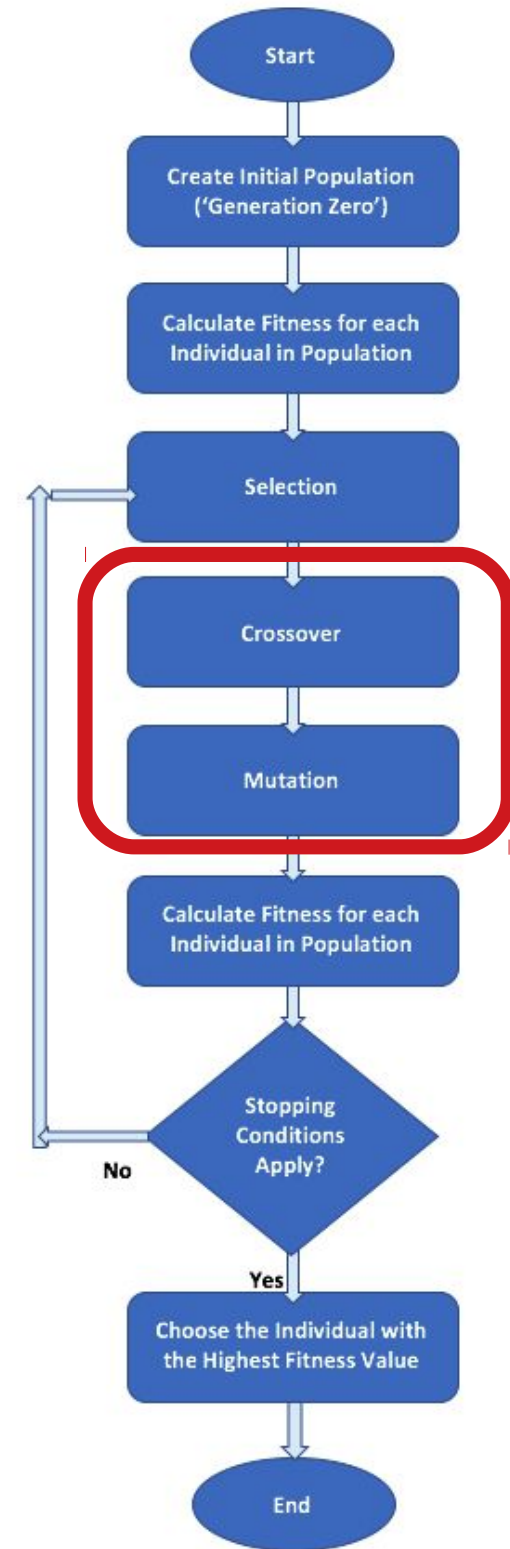 Start
Create Initial Population
(‘Generation Zero’)
Calculate Fitness for each
Individual in Population
Selection
Crossover
Mutation
Calculate Fitness for each
Individual in Population
Stopping
Conditions
Apply?
No
Yes
Choose the Individual with
the Highest Fitness Value
End